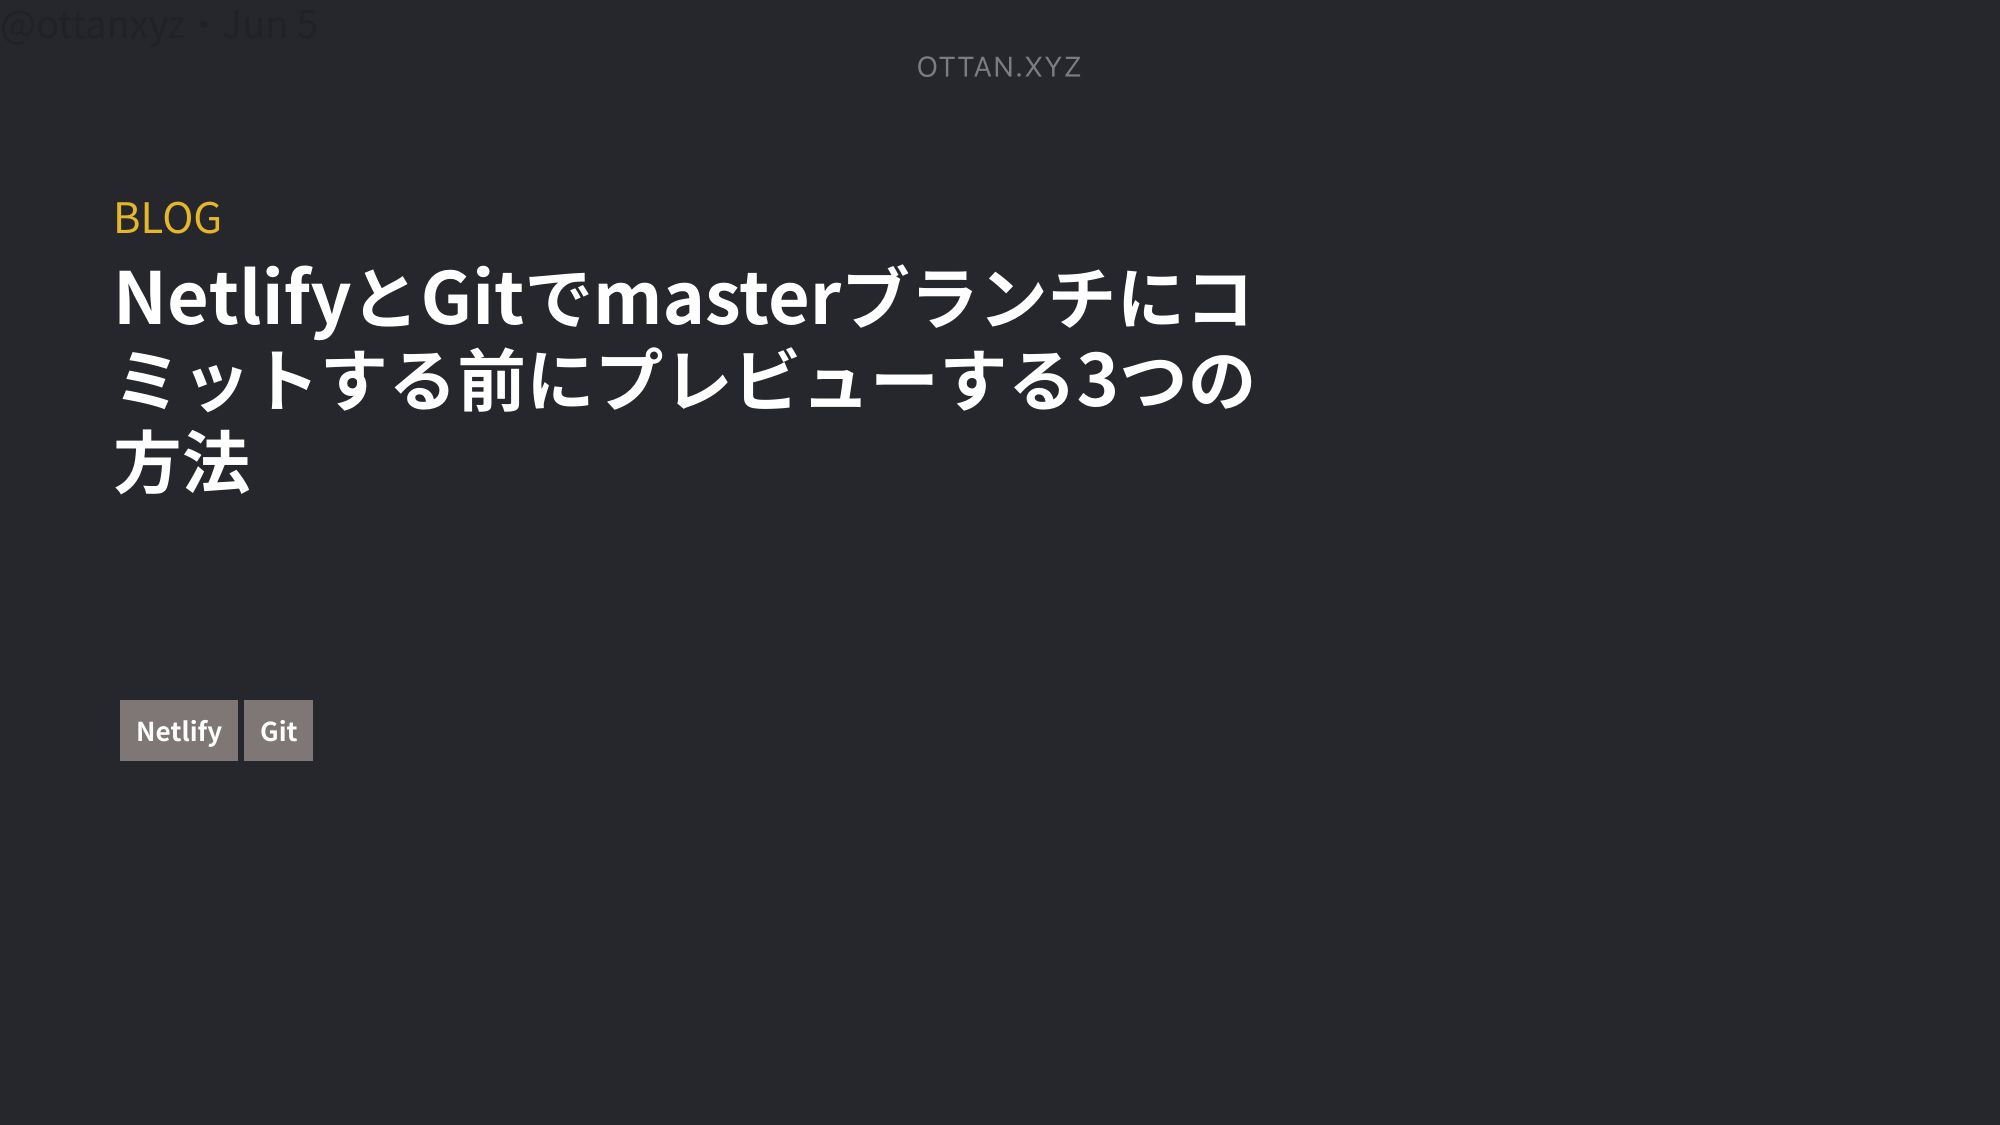 @ottanxyz・Jun 5
OTTAN.XYZ
BLOG
NetlifyとGitでmasterブランチにコ
ミットする前にプレビューする3つの
方法
Netlify Git